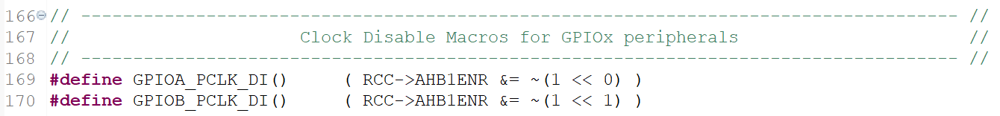 166 // ------------------------------------------------------------------------------------- //
167 //                        Clock Disable Macros for GPIOx peripherals                       //
168 // ------------------------------------------------------------------------------------- //
169 #define GPIOA_PCLK_DI()      ( RCC->AHB1ENR &= ~(1 << 0) )
170 #define GPIOB_PCLK_DI()      ( RCC->AHB1ENR &= ~(1 << 1) )